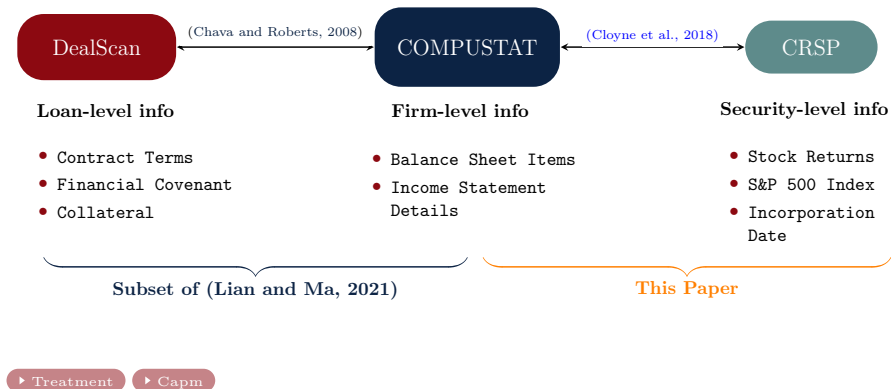 DealScan
(Chava and Roberts, 2008)
COMPUSTAT
(Cloyne et al., 2018)
CRSP
Loan-level info
Firm-level info
Security-level info
Contract Terms
Financial Covenant
Collateral
Balance Sheet Items
Income Statement
Details
Stock Returns
S&P 500 Index
Incorporation
Date
Subset of (Lian and Ma, 2021)
This Paper
Treatment
Capm